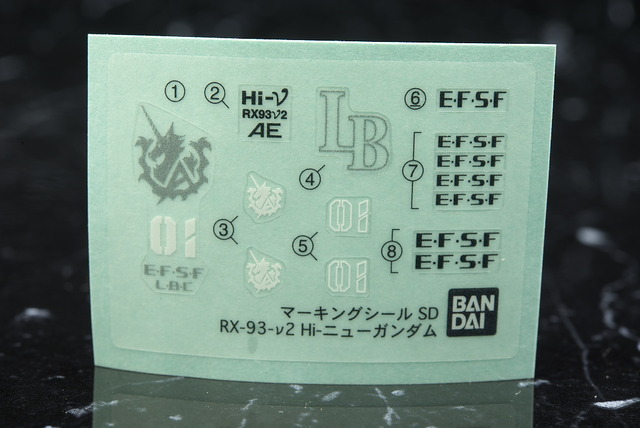 ①
② Hi-ν
RX93ν2
AE
LB
⑥ E·F·S·F
⑦ E·F·S·F
E·F·S·F
E·F·S·F
E·F·S·F
④
③
01
E·F·S·F
L·B·C
⑤ 01
01
⑧ E·F·S·F
E·F·S·F
マーキングシール SD
RX-93-ν2 Hi-ニューガンダム
BAN
DAI